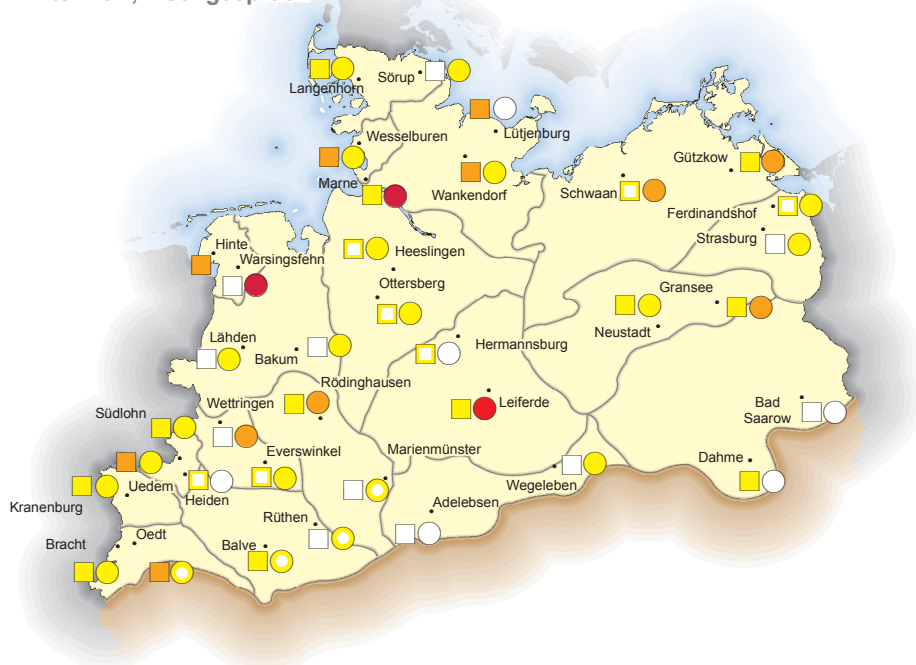 Langenhorn
Sörup
Lütjenburg
Wesselburen
Marne
Wankendorf
Gützkow
Schwaan
Ferdinandshof
Strasburg
Hinte
Warsingsfehn
Heeslingen
Ottersberg
Gransee
Neustadt
Lähden
Bakum
Hermannsburg
Rödinghausen
Wettringen
Leiferde
Bad
Saarow
Südlohn
Everswinkel
Marienmünster
Dahme
Wegeleben
Uedem
Heiden
Kranenburg
Adelebsen
Rüthen
Oedt
Bracht
Balve